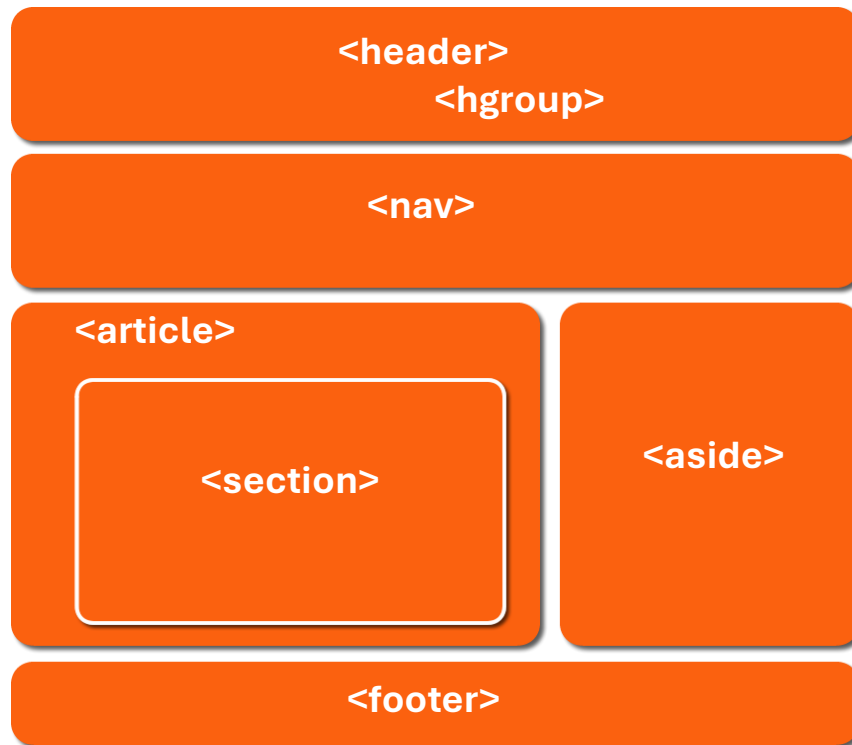 <header>
<hgroup>
<nav>
<article>
<section>
<aside>
<footer>